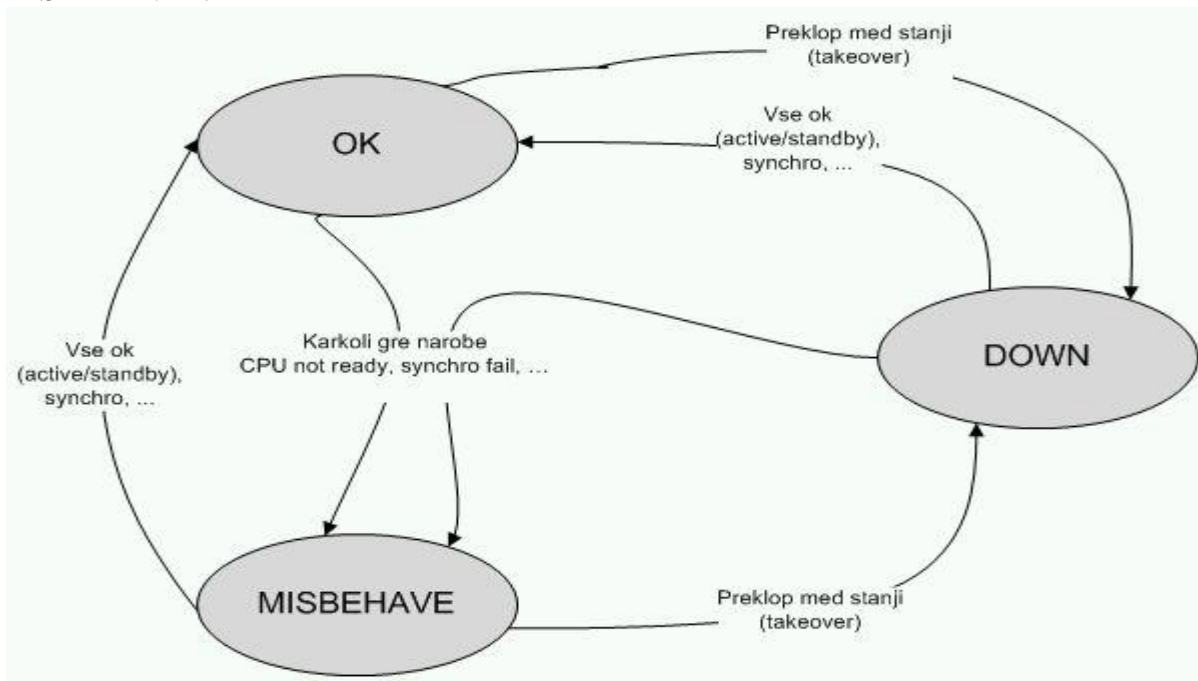 Preklop med stanji
(takeover)
Vse ok
(active/standby),
synchro, ...
OK
DOWN
Vse ok
(active/standby),
synchro, ...
Karkoli gre narobe
CPU not ready, synchro fail, ...
MISBEHAVE
Preklop med stanji
(takeover)